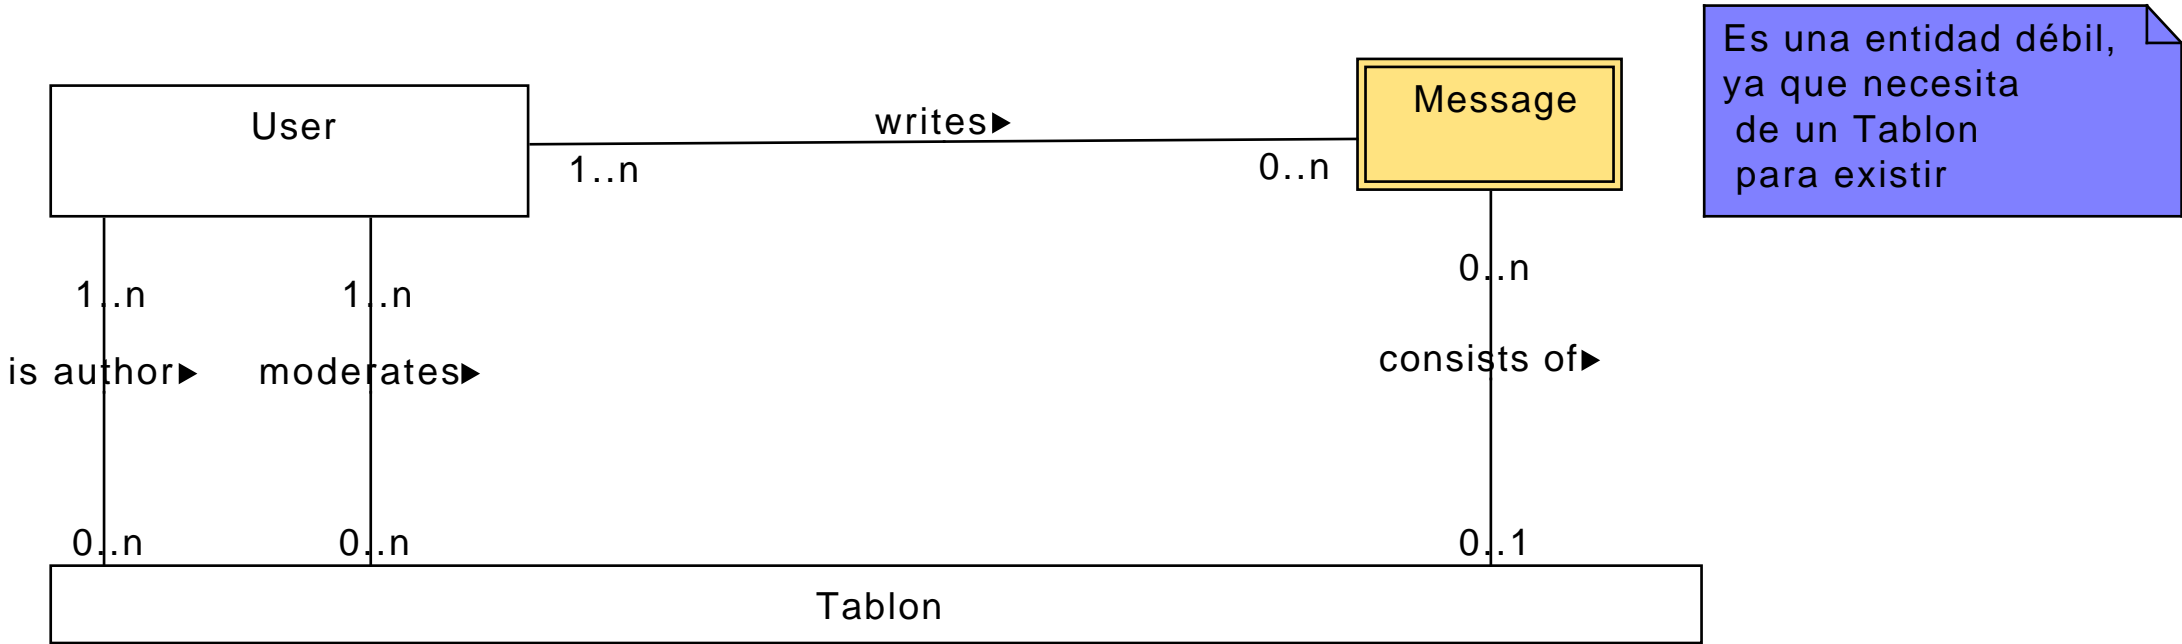 Es una entidad débil,
ya que necesita
de un Tablon
para existir
Message
User
writes▶
1..n
0..n
0..n
1..n
1..n
consists of▶
is author▶
moderates▶
0..n
0..n
0..1
Tablon